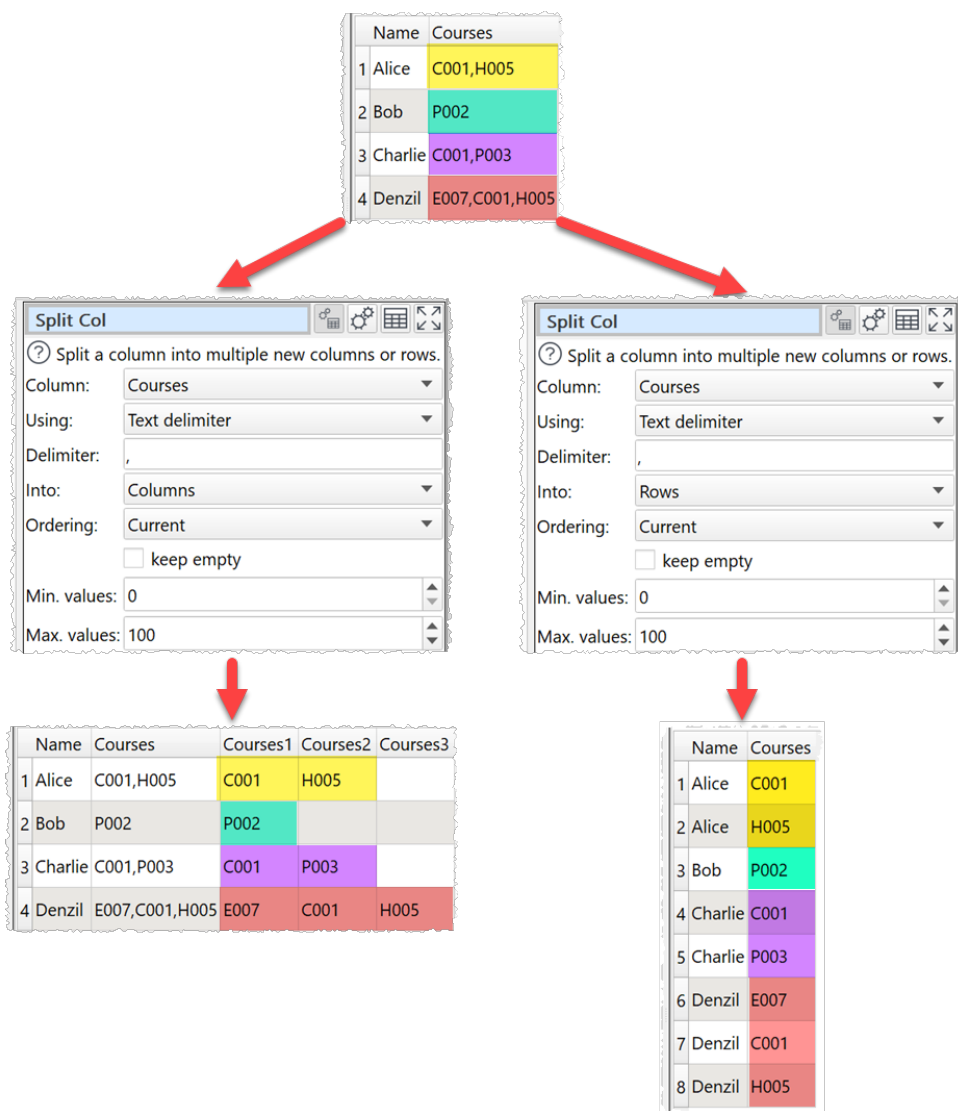 Name Courses
1 Alice C001,H005
2 Bob P002
3 Charlie C001,P003
4 Denzil E007,C001,H005
Split Col
? Split a column into multiple new columns or rows.
Column: Courses
Using: Text delimiter
Delimiter: ,
Into: Columns
Ordering: Current
keep empty
Min. values: 0
Max. values: 100
Split Col
? Split a column into multiple new columns or rows.
Column: Courses
Using: Text delimiter
Delimiter: ,
Into: Rows
Ordering: Current
keep empty
Min. values: 0
Max. values: 100
Name Courses Courses1 Courses2 Courses3
1 Alice C001,H005 C001 H005
2 Bob P002 P002
3 Charlie C001,P003 C001 P003
4 Denzil E007,C001,H005 E007 C001 H005
Name Courses
1 Alice C001
2 Alice H005
3 Bob P002
4 Charlie C001
5 Charlie P003
6 Denzil E007
7 Denzil C001
8 Denzil H005